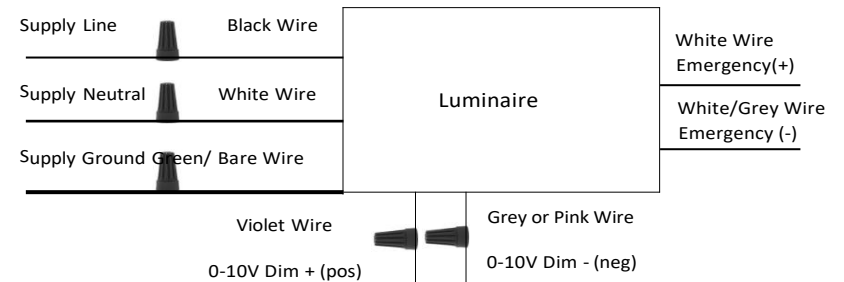 Supply Line Black Wire
Supply Neutral White Wire
Supply Ground Green/ Bare Wire
Luminaire
White Wire
Emergency(+)
White/Grey Wire
Emergency (-)
Violet Wire
0-10V Dim + (pos)
Grey or Pink Wire
0-10V Dim - (neg)